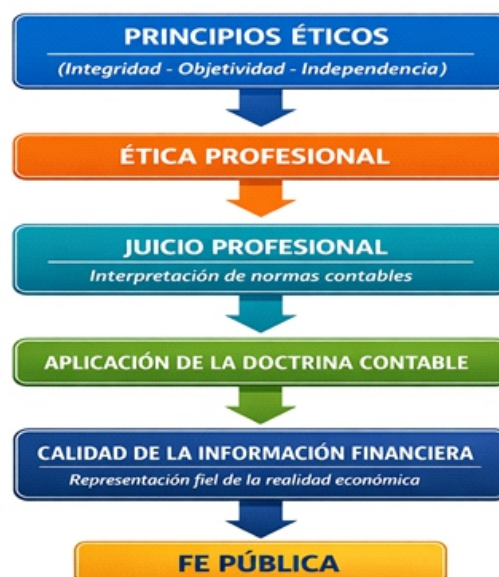 PRINCIPIOS ÉTICOS
(Integridad - Objetividad - Independencia)
ÉTICA PROFESIONAL
JUICIO PROFESIONAL
Interpretación de normas contables
APLICACIÓN DE LA DOCTRINA CONTABLE
CALIDAD DE LA INFORMACIÓN FINANCIERA
Representación fiel de la realidad económica
FE PÚBLICA